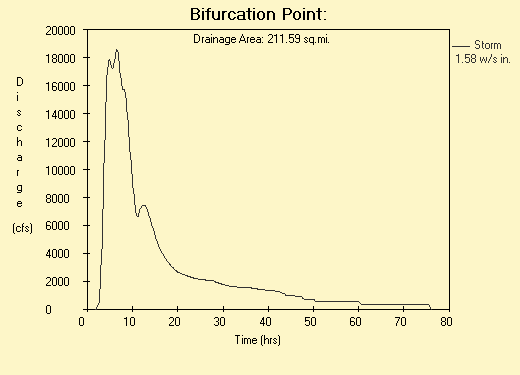 Bifurcation Point:
Drainage Area: 211.59 sq.mi.
Storm
1.58 w/s in.
Discharge
(cfs)
20000
18000
16000
14000
12000
10000
8000
6000
4000
2000
0
0 10 20 30 40 50 60 70 80
Time (hrs)